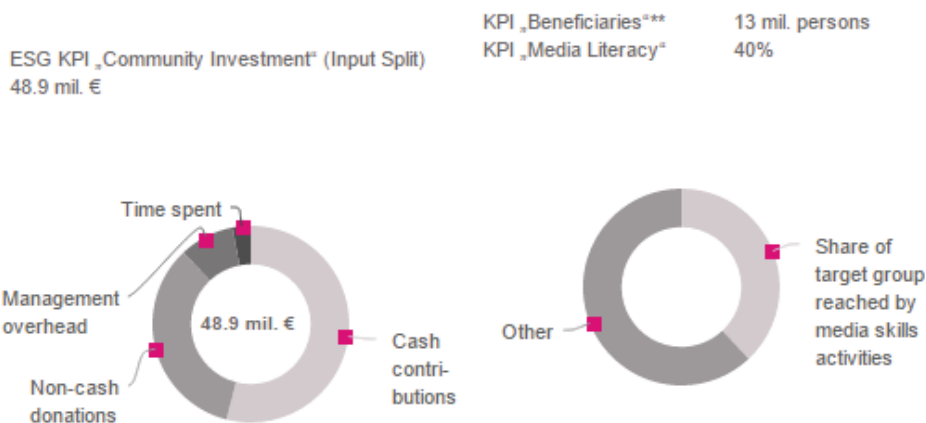 KPI „Beneficiaries“** 13 mil. persons
KPI „Media Literacy“ 40%
ESG KPI „Community Investment“ (Input Split)
48.9 mil. €
Time spent
Management
overhead
Non-cash
donations
48.9 mil. €
Cash
contri-
butions
Other
Share of
target group
reached by
media skills
activities